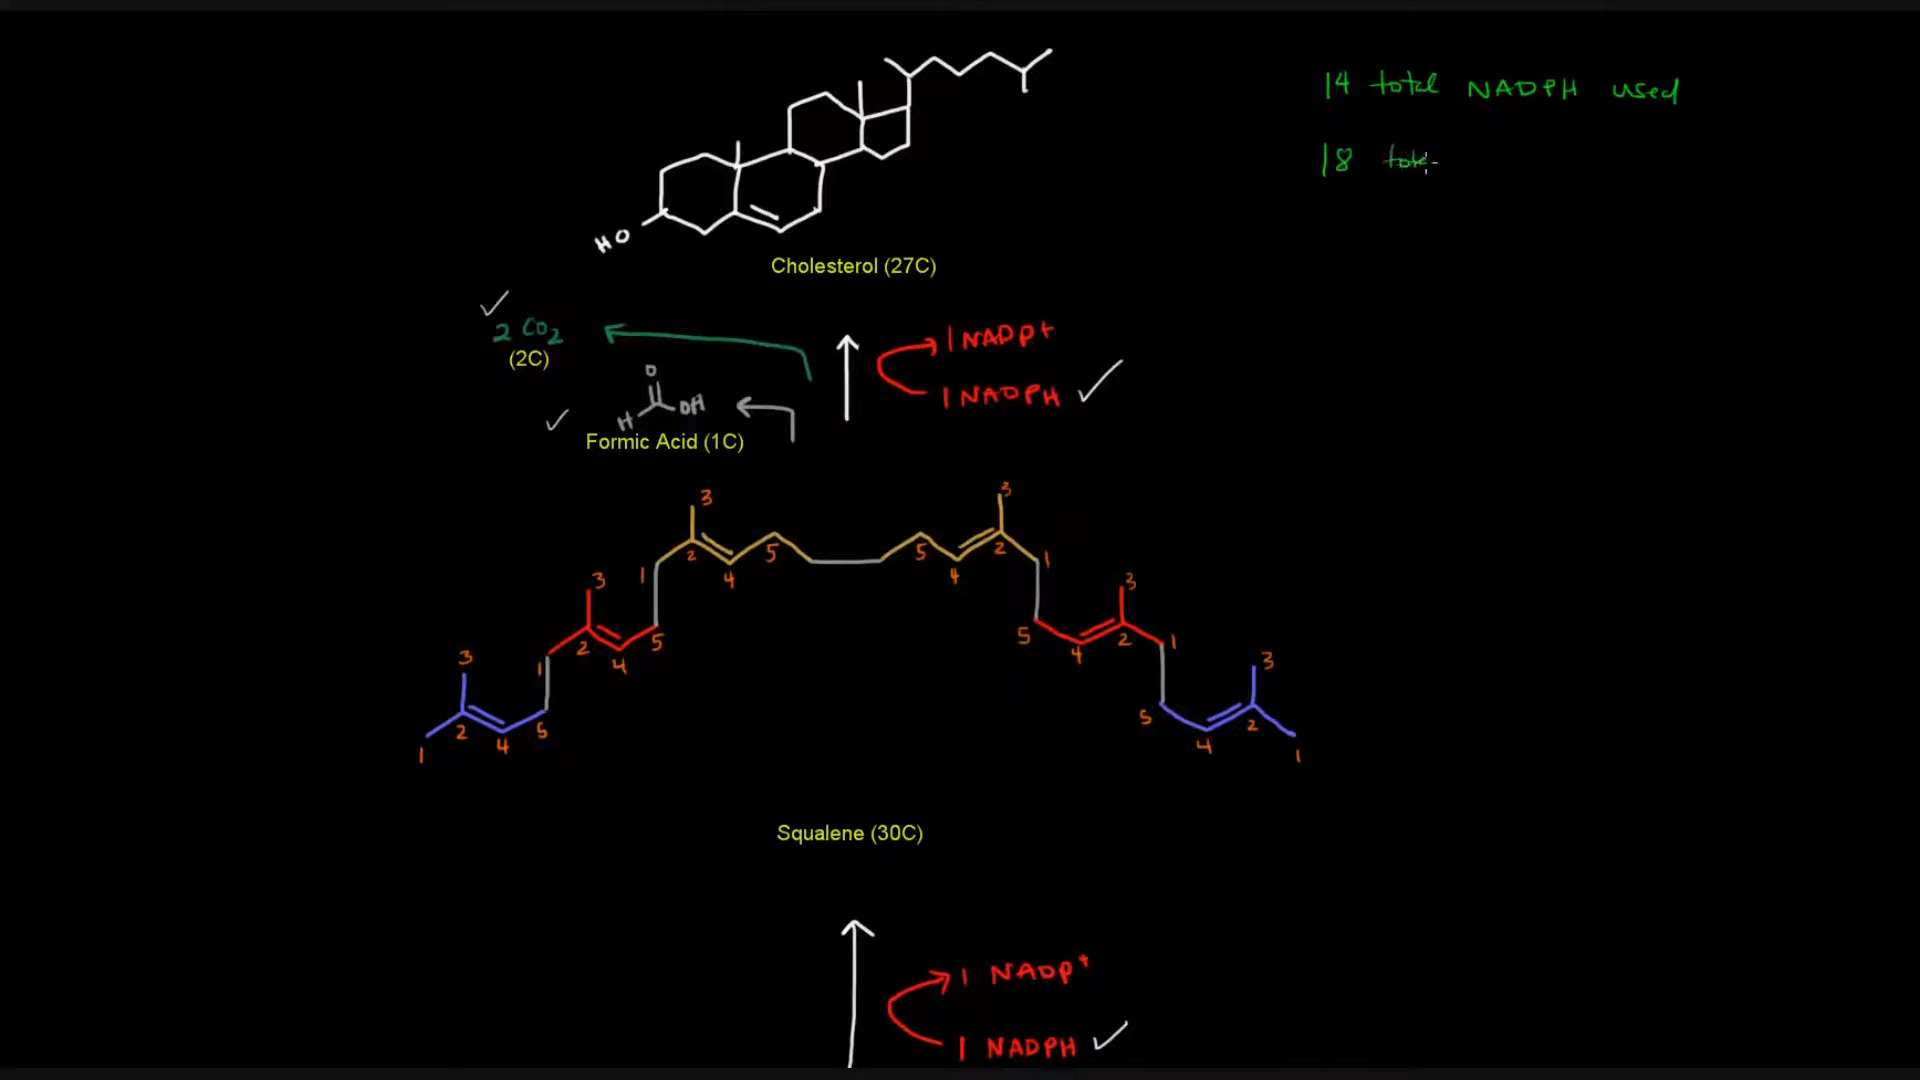 14 total NADPH used
18 tot
HO
Cholesterol (27C)
2 CO2
(2C)
1 NADP+
1 NADPH
O
H OH
Formic Acid (1C)
3 3
2 4 5 5 4 2
1 1
3 3
2 4 5 5 4 2
1 1
3 3
1 2 4 5 5 4 2 1
Squalene (30C)
1 NADP+
1 NADPH